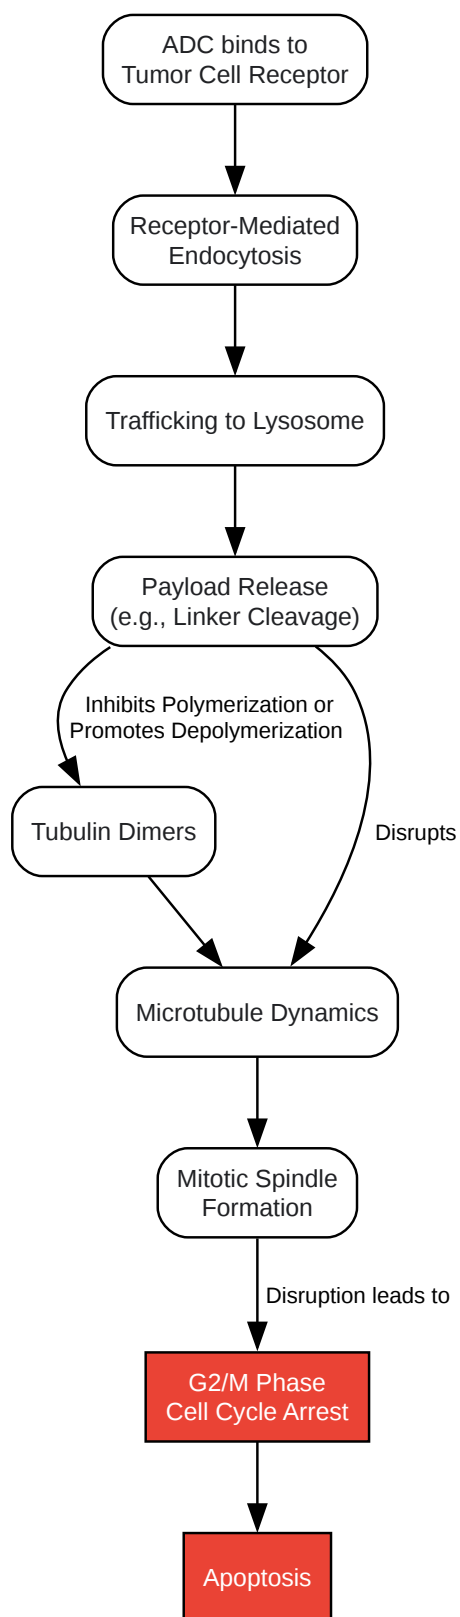 ADC binds to
Tumor Cell Receptor
Receptor-Mediated
Endocytosis
Trafficking to Lysosome
Payload Release
(e.g., Linker Cleavage)
Inhibits Polymerization or
Promotes Depolymerization
Tubulin Dimers
Disrupts
Microtubule Dynamics
Mitotic Spindle
Formation
Disruption leads to
G2/M Phase
Cell Cycle Arrest
Apoptosis